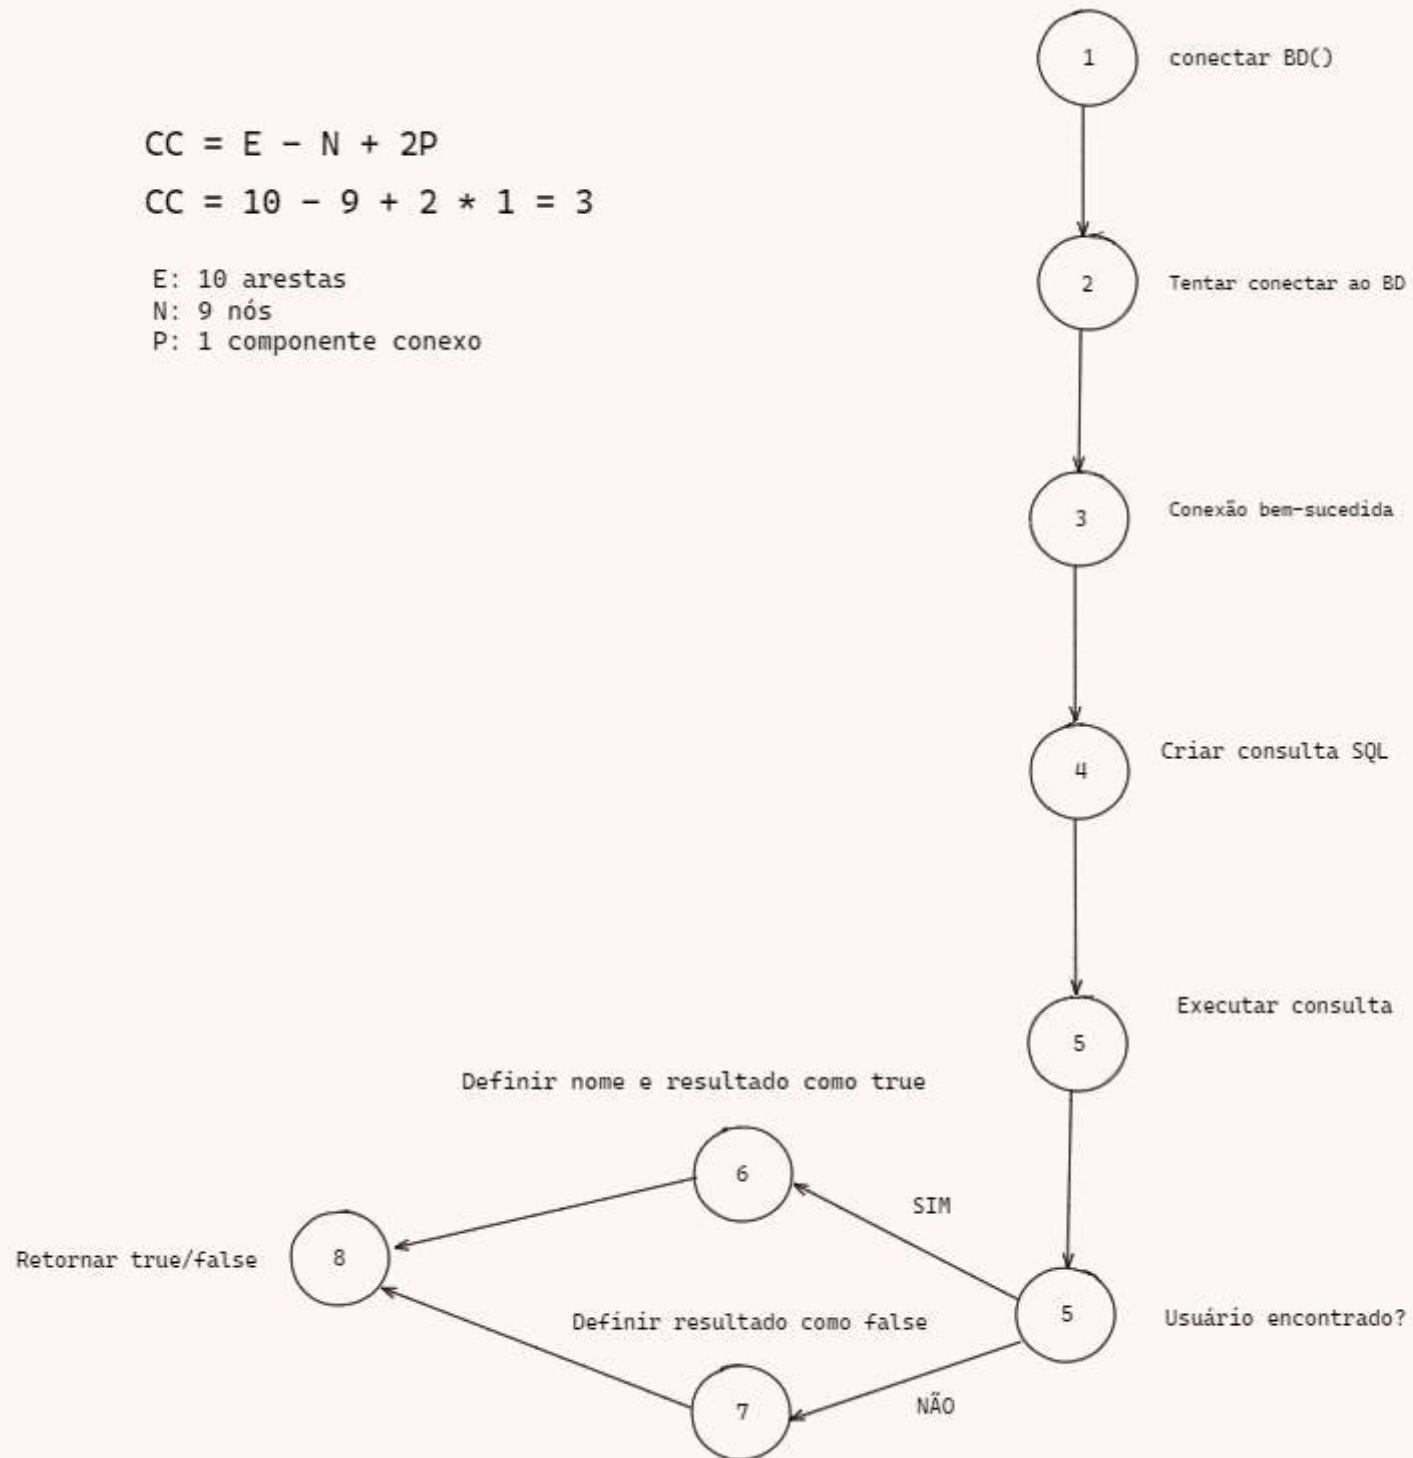 1
conectar BD()
CC = E - N + 2P
CC = 10 - 9 + 2 * 1 = 3
E: 10 arestas
N: 9 nós
P: 1 componente conexo
2
Tentar conectar ao BD
3
Conexão bem-sucedida
4
Criar consulta SQL
5
Executar consulta
Definir nome e resultado como true
6
SIM
8
Retornar true/false
5
Usuário encontrado?
Definir resultado como false
7
NÃO